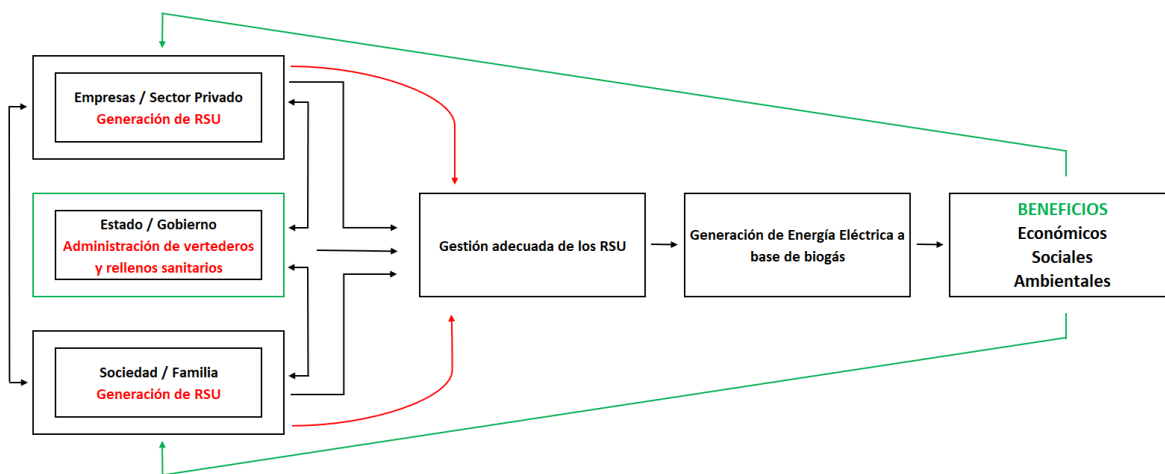 Empresas / Sector Privado
Generación de RSU
Estado / Gobierno
Administración de vertederos
y rellenos sanitarios
Sociedad / Familia
Generación de RSU
Gestión adecuada de los RSU
Generación de Energía Eléctrica a
base de biogás
BENEFICIOS
Económicos
Sociales
Ambientales